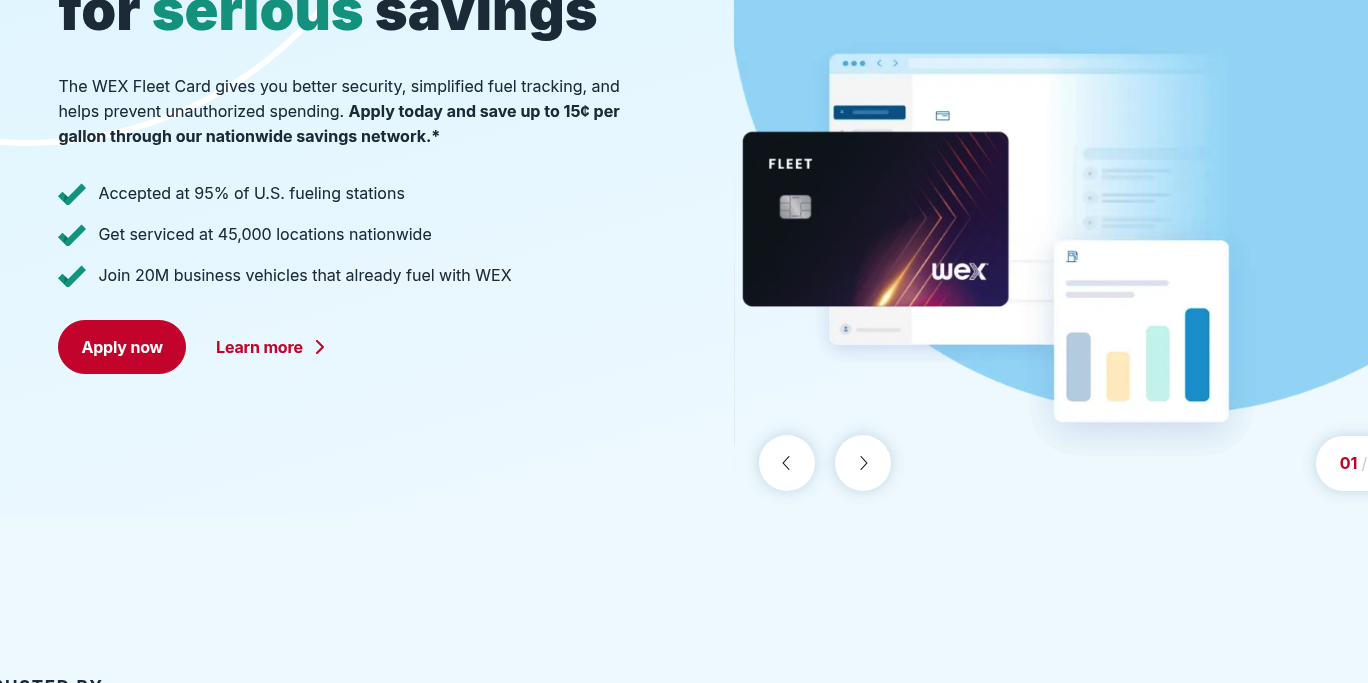 for serious savings
The WEX Fleet Card gives you better security, simplified fuel tracking, and
helps prevent unauthorized spending. Apply today and save up to 15¢ per
gallon through our nationwide savings network.*
Accepted at 95% of U.S. fueling stations
Get serviced at 45,000 locations nationwide
Join 20M business vehicles that already fuel with WEX
Apply now
Learn more
FLEET
wex
01 /